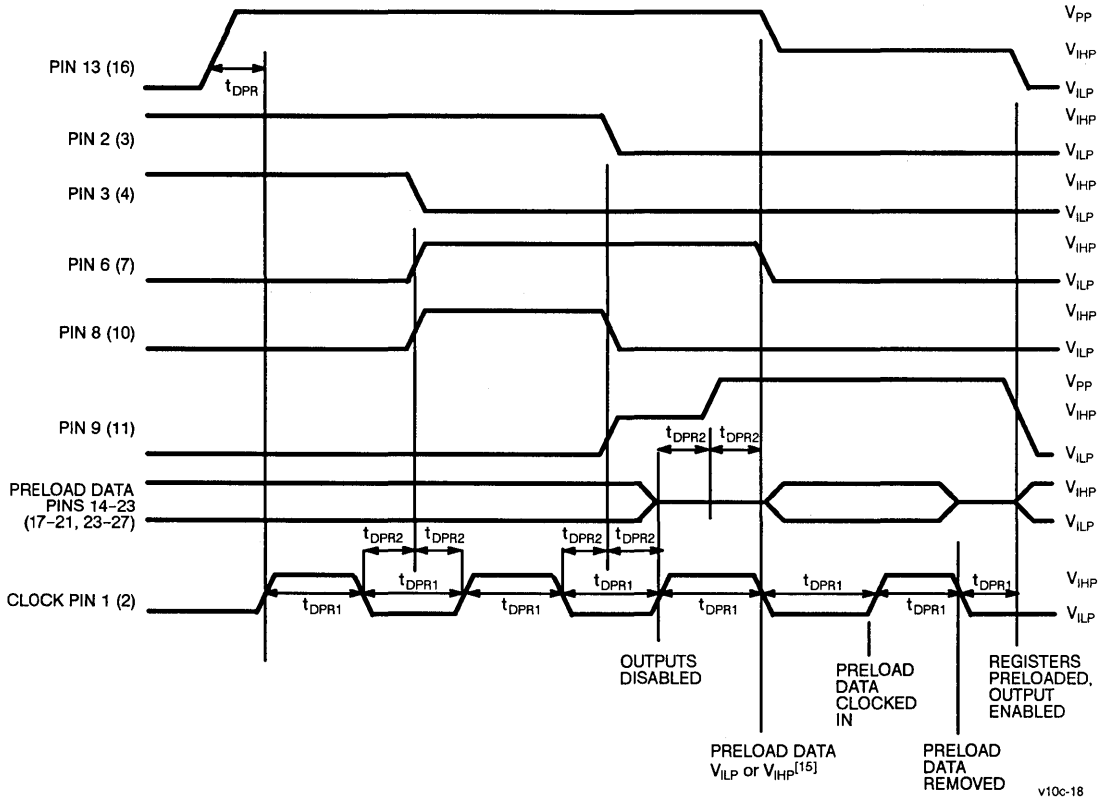 V_PP
V_IHP
PIN 13 (16)
t_DPR
V_ILP
V_IHP
PIN 2 (3)
V_ILP
V_IHP
PIN 3 (4)
V_ILP
V_IHP
PIN 6 (7)
V_ILP
V_IHP
PIN 8 (10)
V_ILP
V_PP
V_IHP
PIN 9 (11)
t_DPR2 t_DPR2
V_ILP
PRELOAD DATA
PINS 14–23
(17–21, 23–27)
V_IHP
V_ILP
t_DPR2 t_DPR2 t_DPR2 t_DPR2
CLOCK PIN 1 (2)
t_DPR1 t_DPR1 t_DPR1 t_DPR1 t_DPR1 t_DPR1 t_DPR1 t_DPR1
V_IHP
V_ILP
OUTPUTS
DISABLED
PRELOAD
DATA
CLOCKED
IN
REGISTERS
PRELOADED,
OUTPUT
ENABLED
PRELOAD DATA
V_ILP or V_IHP[15]
PRELOAD
DATA
REMOVED
v10c-18